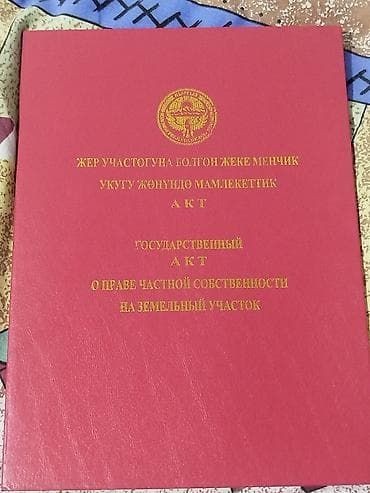 ЖЕР УЧАСТОГУНА БОЛГОН ЖЕКЕ МЕНЧИК
УКУГУ ЖӨНҮНДӨ МАМЛЕКЕТТИК
АКТ
ГОСУДАРСТВЕННЫЙ
АКТ
О ПРАВЕ ЧАСТНОЙ СОБСТВЕННОСТИ
НА ЗЕМЕЛЬНЫЙ УЧАСТОК